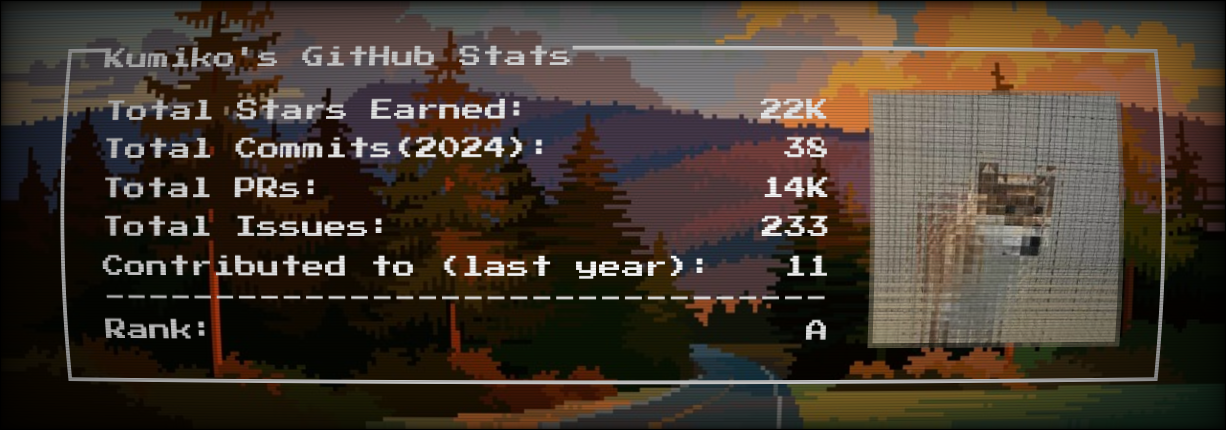 Kumiko's GitHub Stats
Total Stars Earned: 22K
Total Commits(2024): 38
Total PRs: 14K
Total Issues: 233
Contributed to (last year): 11
Rank: A